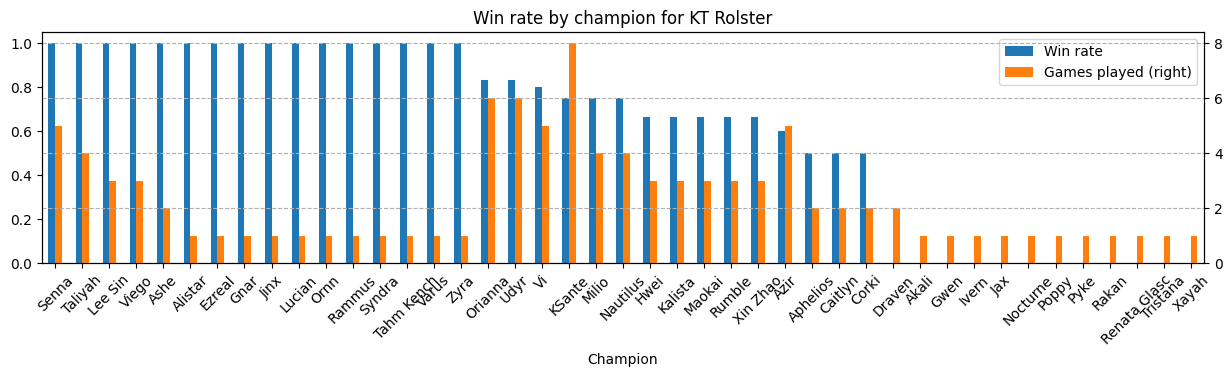 Win rate by champion for KT Rolster
Win rate
Games played (right)
1.0
0.8
0.6
0.4
0.2
0.0
8
6
4
2
0
Senna
Taliyah
Lee Sin
Viego
Ashe
Alistar
Ezreal
Gnar
Jinx
Lucian
Ornn
Rammus
Syndra
Tahm Kench
Varus
Zyra
Orianna
Udyr
Vi
KSante
Milio
Nautilus
Hwei
Kalista
Maokai
Rumble
Xin Zhao
Azir
Aphelios
Caitlyn
Corki
Draven
Akali
Gwen
Ivern
Jax
Nocturne
Poppy
Pyke
Rakan
Renata Glasc
Tristana
Xayah
Champion